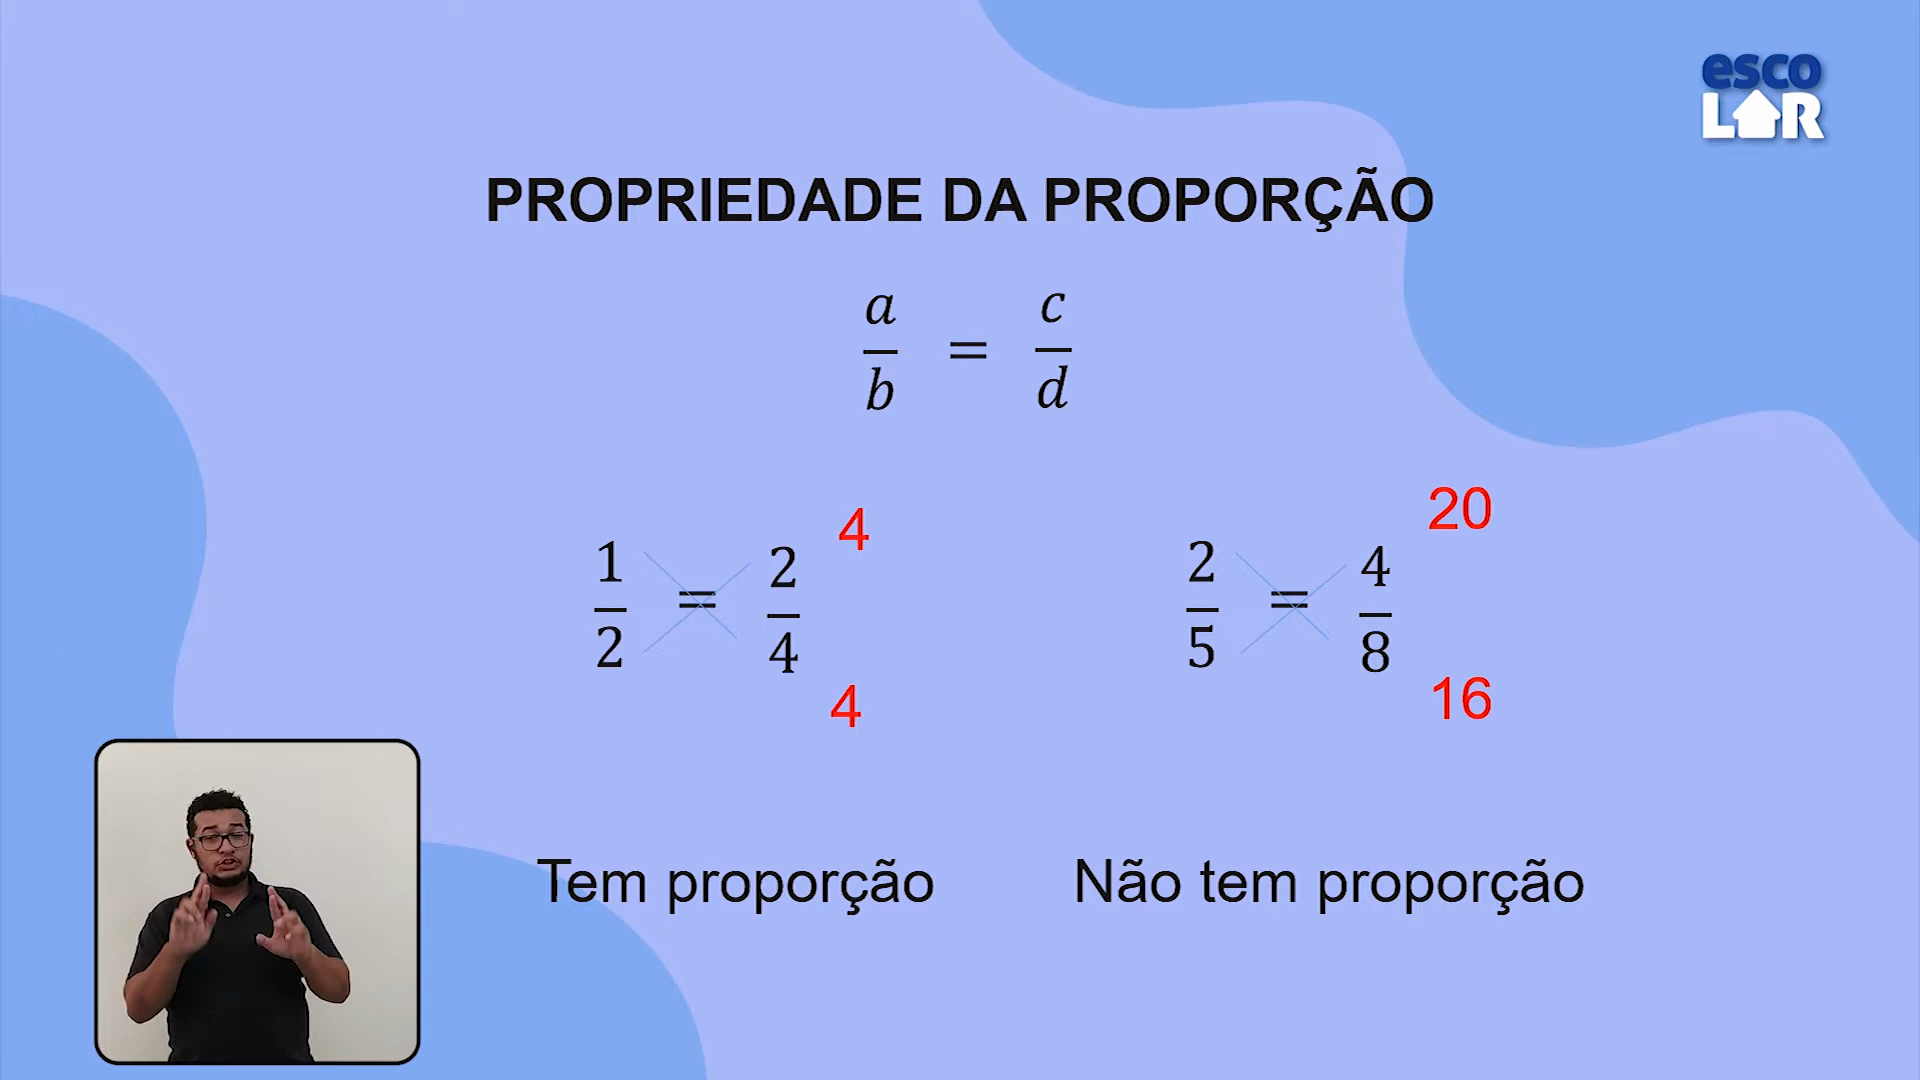 esco
LAR
PROPRIEDADE DA PROPORÇÃO
a/b = c/d
1/2 = 2/4
4
4
2/5 = 4/8
20
16
Tem proporção
Não tem proporção